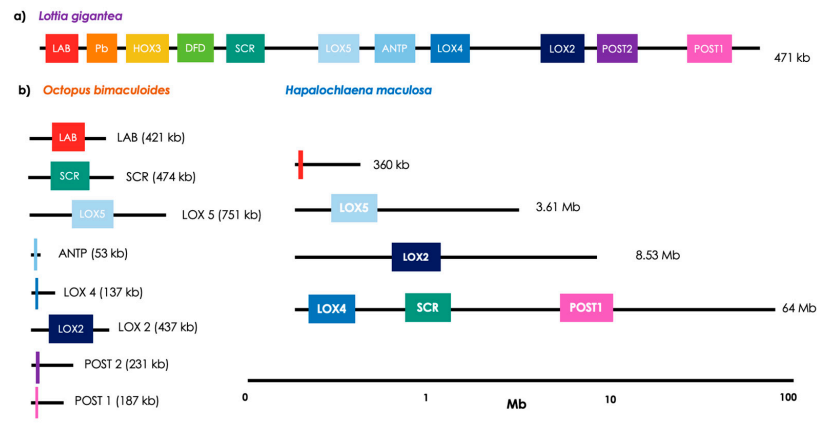 a) Lottia gigantea
LAB Pb HOX3 DFD SCR LOX5 ANTP LOX4 LOX2 POST2 POST1
471 kb
b) Octopus bimaculoides
Hapalochlaena maculosa
LAB LAB (421 kb)
SCR SCR (474 kb)
LOX5 LOX 5 (751 kb)
ANTP (53 kb)
LOX 4 (137 kb)
LOX2 LOX 2 (437 kb)
POST 2 (231 kb)
POST 1 (187 kb)
360 kb
LOX5 3.61 Mb
LOX2 8.53 Mb
LOX4 SCR POST1 64 Mb
0 1 10 100
Mb